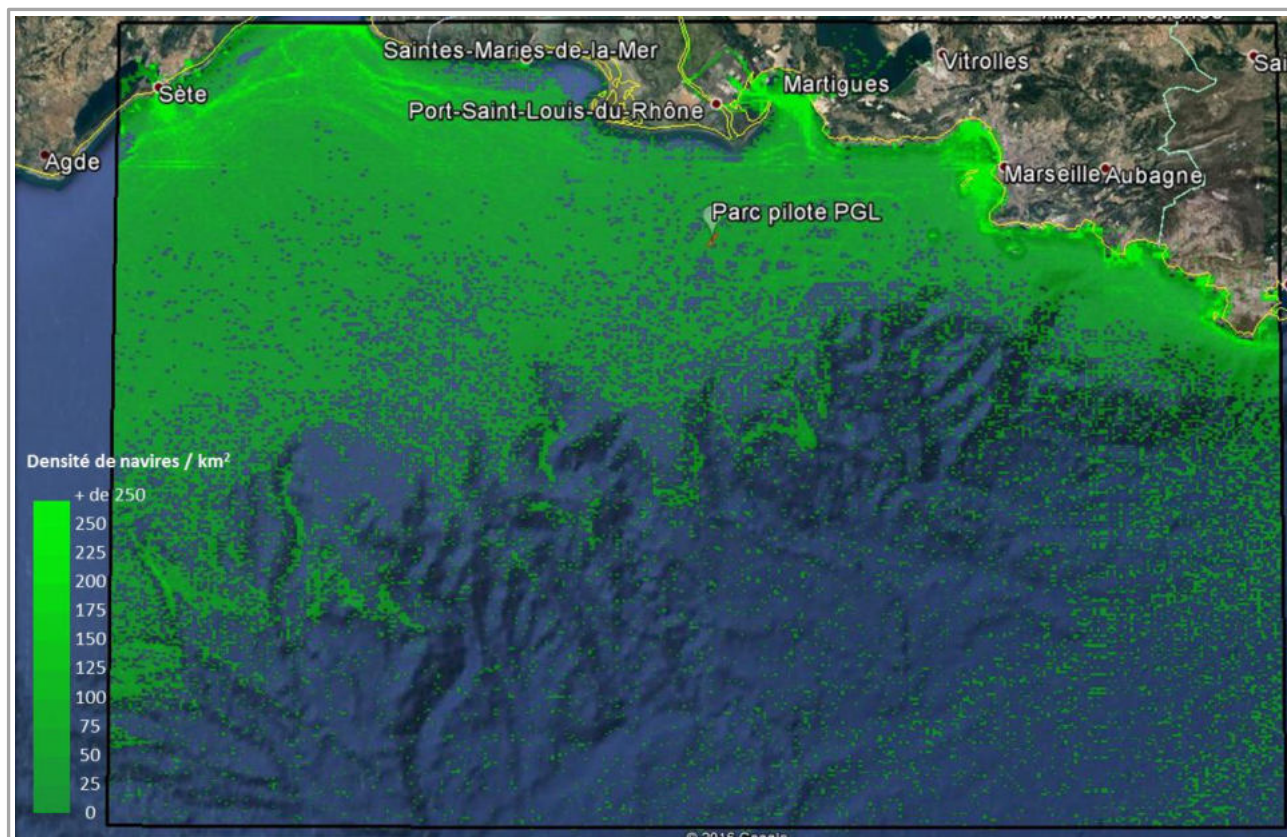 Saintes-Maries-de-la-Mer
Vitrolles
Sai
Sète
Martigues
Port-Saint-Louis-du-Rhône
Agde
Marseille
Aubagne
Parc pilote PGL
Densité de navires / km²
+ de 250
250
225
200
175
150
125
100
75
50
25
0
© 2016 Google